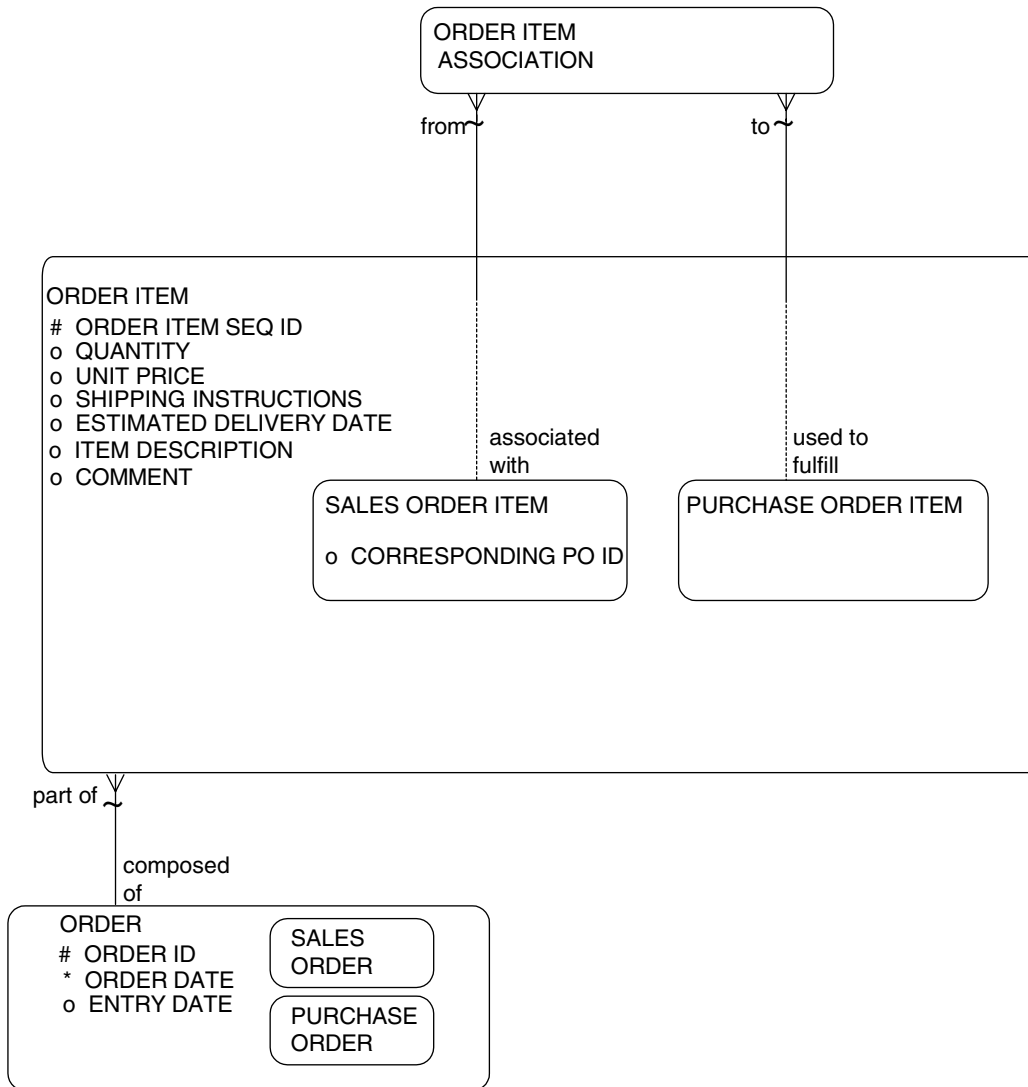 ORDER ITEM
ASSOCIATION
from
to
ORDER ITEM
# ORDER ITEM SEQ ID
o QUANTITY
o UNIT PRICE
o SHIPPING INSTRUCTIONS
o ESTIMATED DELIVERY DATE
o ITEM DESCRIPTION
o COMMENT
associated
with
used to
fulfill
SALES ORDER ITEM
o CORRESPONDING PO ID
PURCHASE ORDER ITEM
part of
composed
of
ORDER
# ORDER ID
* ORDER DATE
o ENTRY DATE
SALES
ORDER
PURCHASE
ORDER